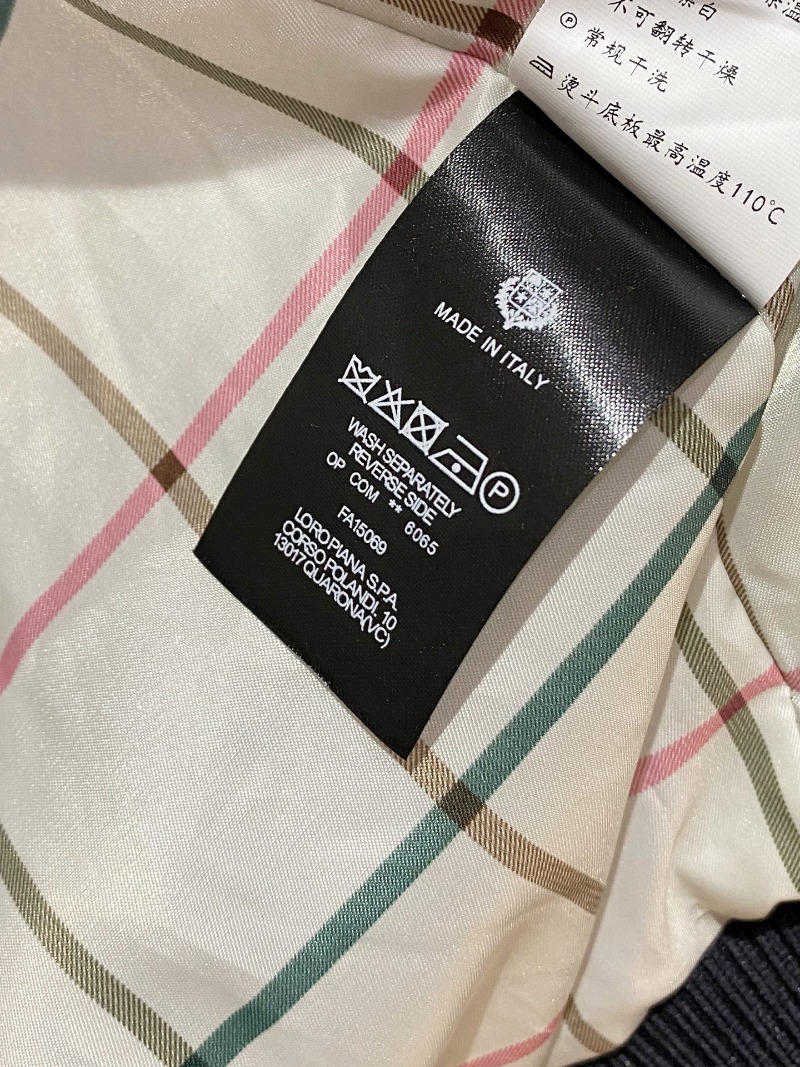 不可翻转干燥
Ⓟ 常规干洗
烫斗底板最高温度110℃
MADE IN ITALY
P
WASH SEPARATELY
REVERSE SIDE
OP COM ** 6065
FA15069
LORO PIANA S.P.A.
CORSO ROLANDI, 10
13017 QUARONA(VC)